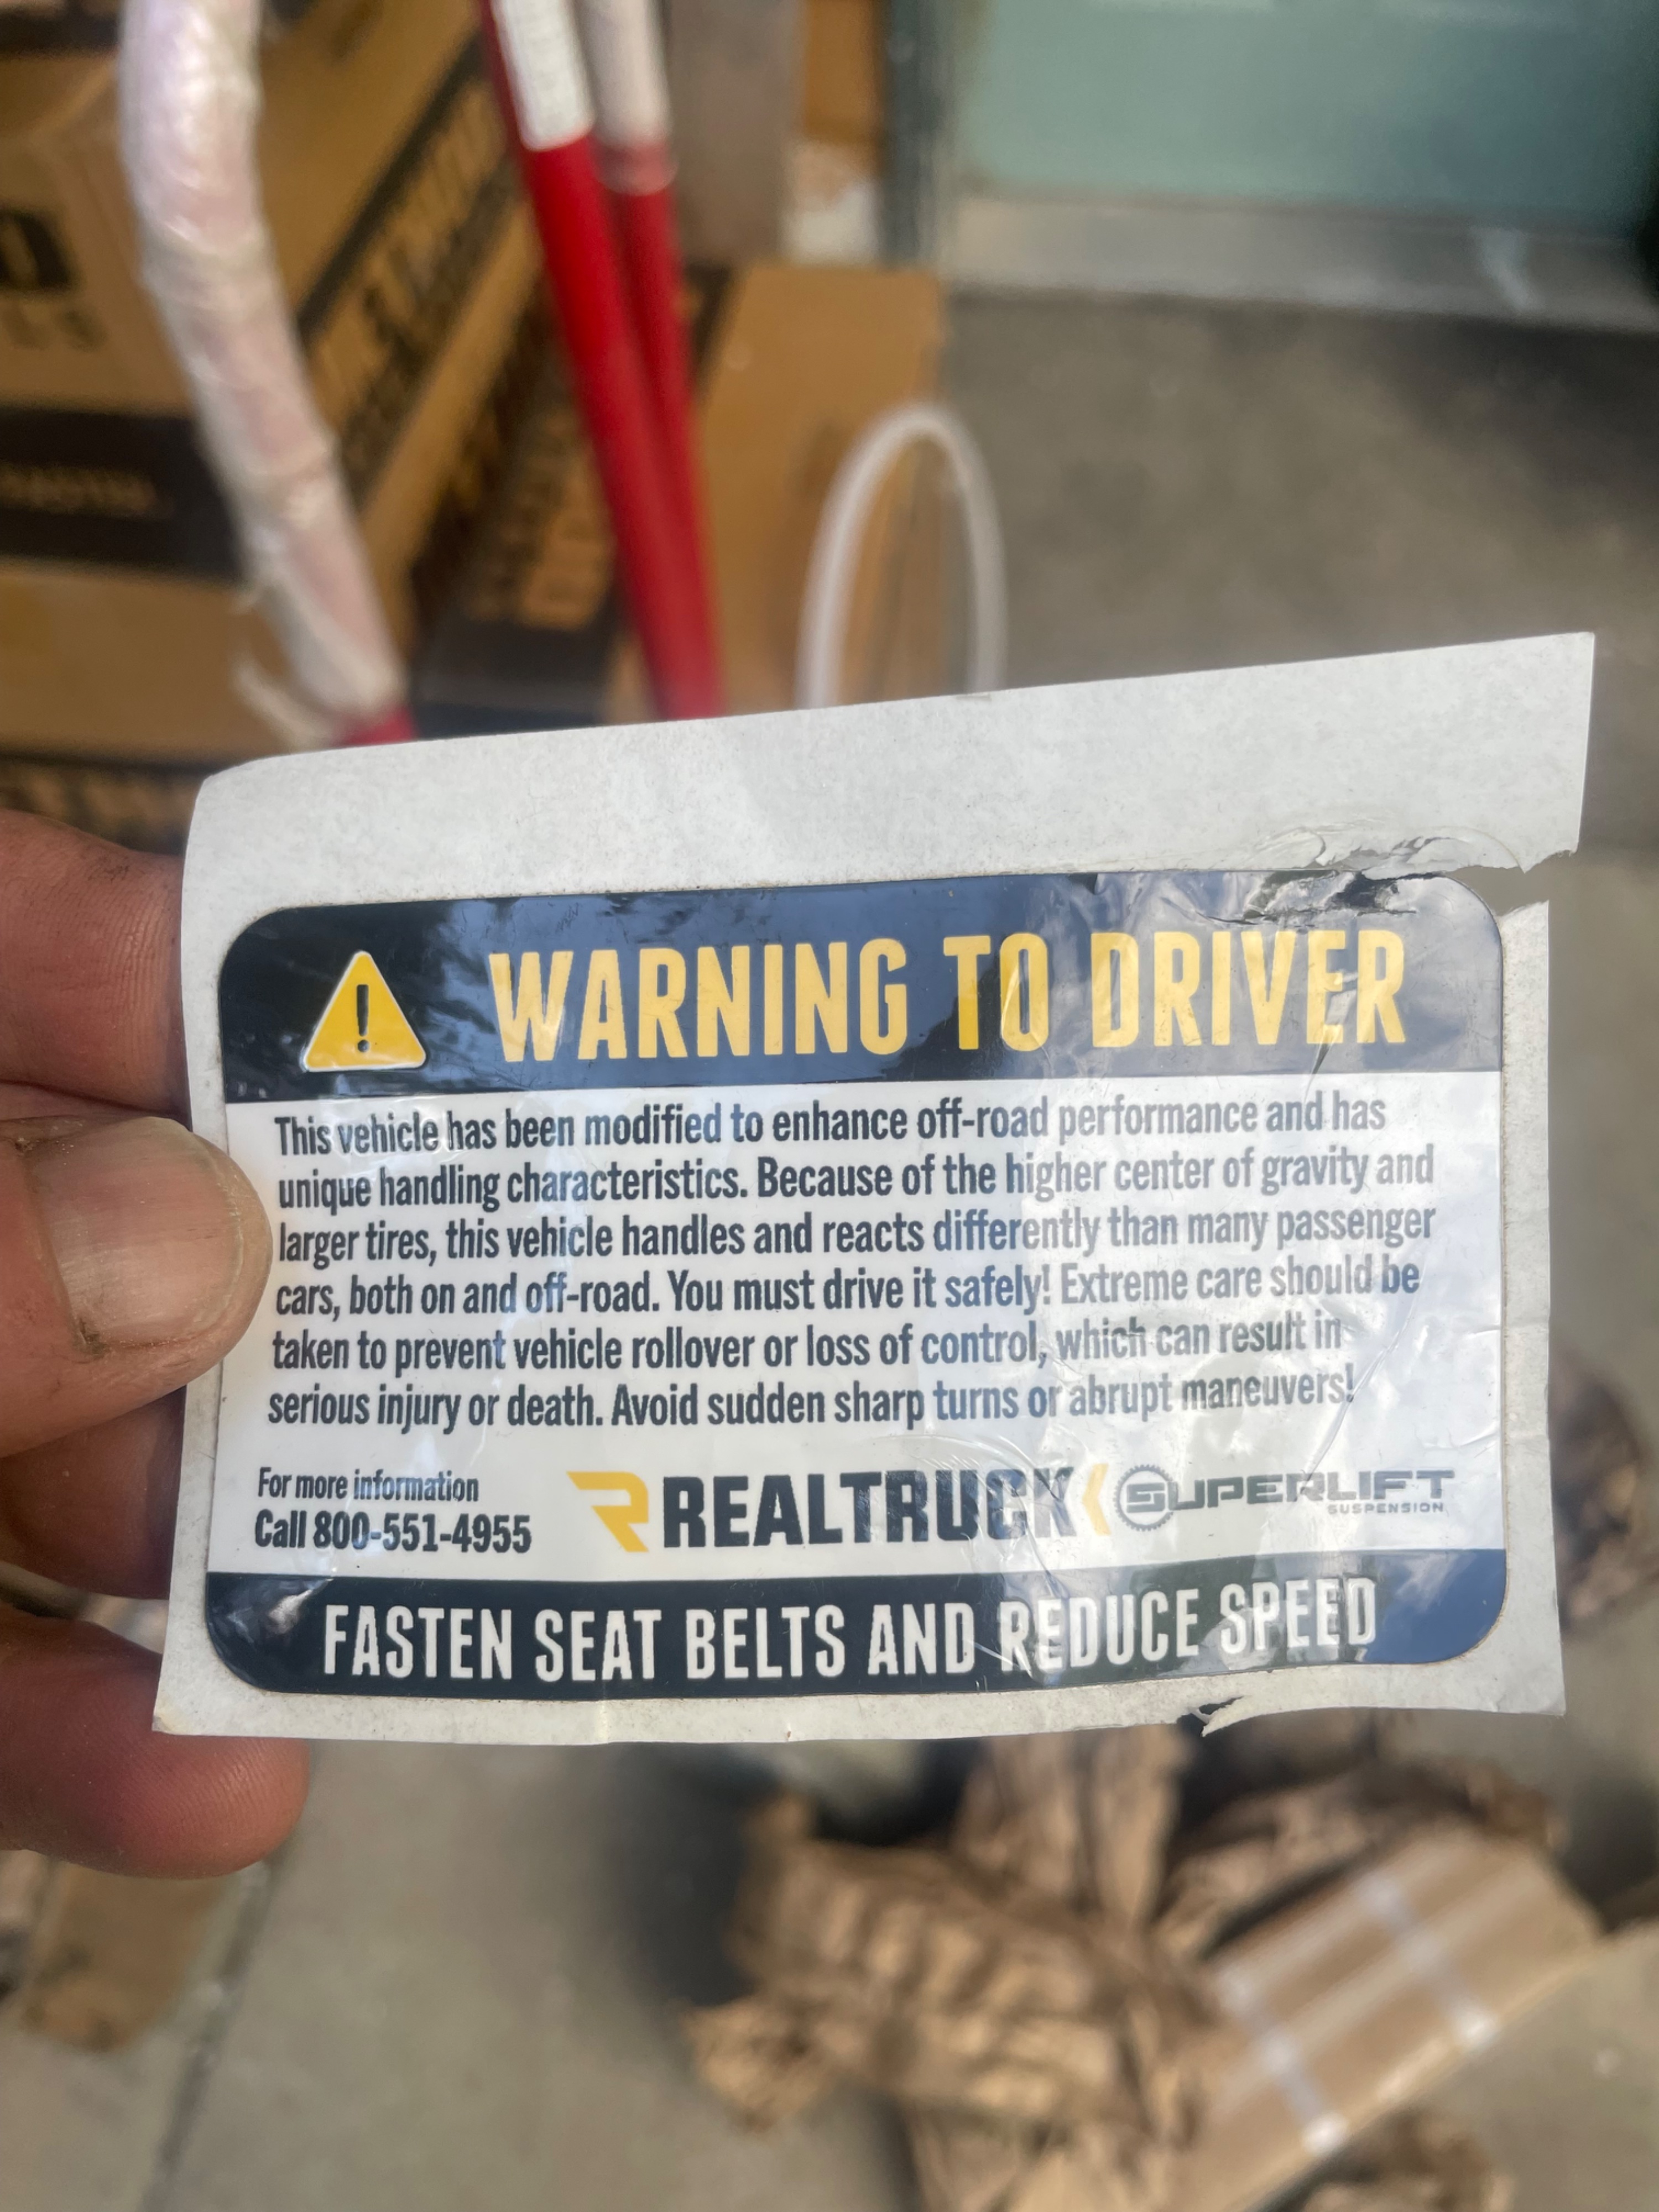 WARNING TO DRIVER
This vehicle has been modified to enhance off-road performance and has
unique handling characteristics. Because of the higher center of gravity and
larger tires, this vehicle handles and reacts differently than many passenger
cars, both on and off-road. You must drive it safely! Extreme care should be
taken to prevent vehicle rollover or loss of control, which can result in
serious injury or death. Avoid sudden sharp turns or abrupt maneuvers!
For more information
Call 800-551-4955
REALTRUCK
SUPERLIFT
SUSPENSION
FASTEN SEAT BELTS AND REDUCE SPEED